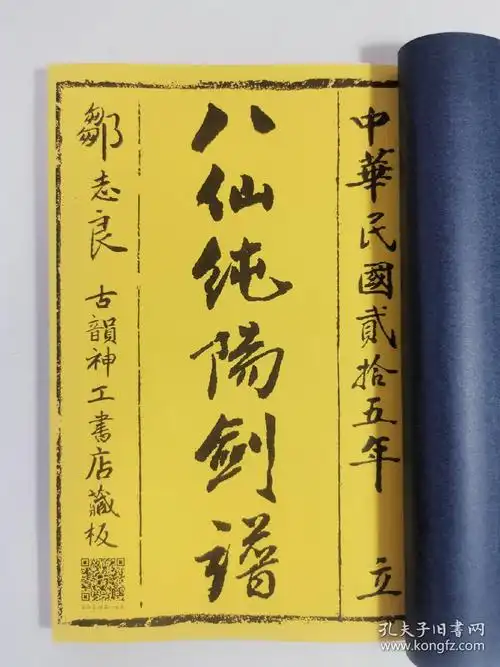 中華民國貳拾五年 立
八仙纯陽剑譜
鄒志良 古韻神工書店藏板
孔夫子旧书网
www.kongfz.com